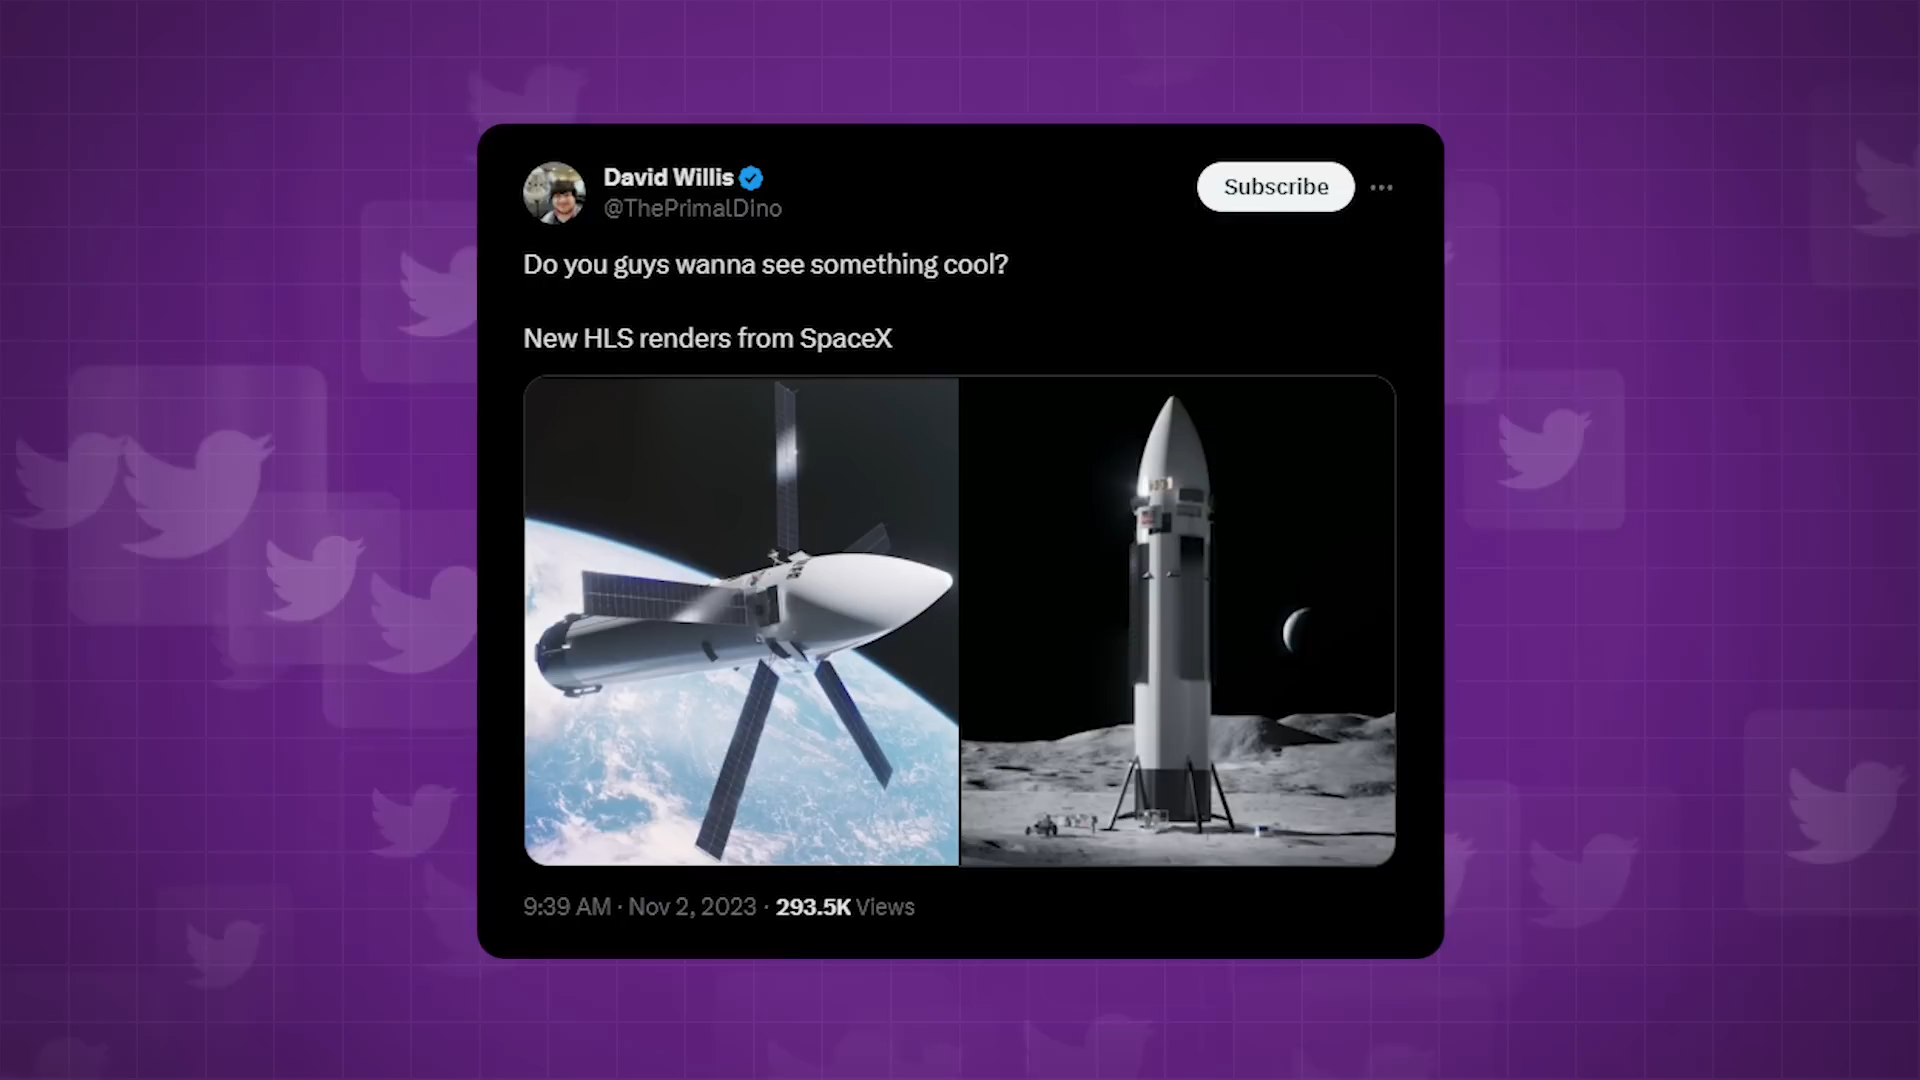 David Willis
@ThePrimalDino
Subscribe
Do you guys wanna see something cool?
New HLS renders from SpaceX
9:39 AM · Nov 2, 2023 · 293.5K Views